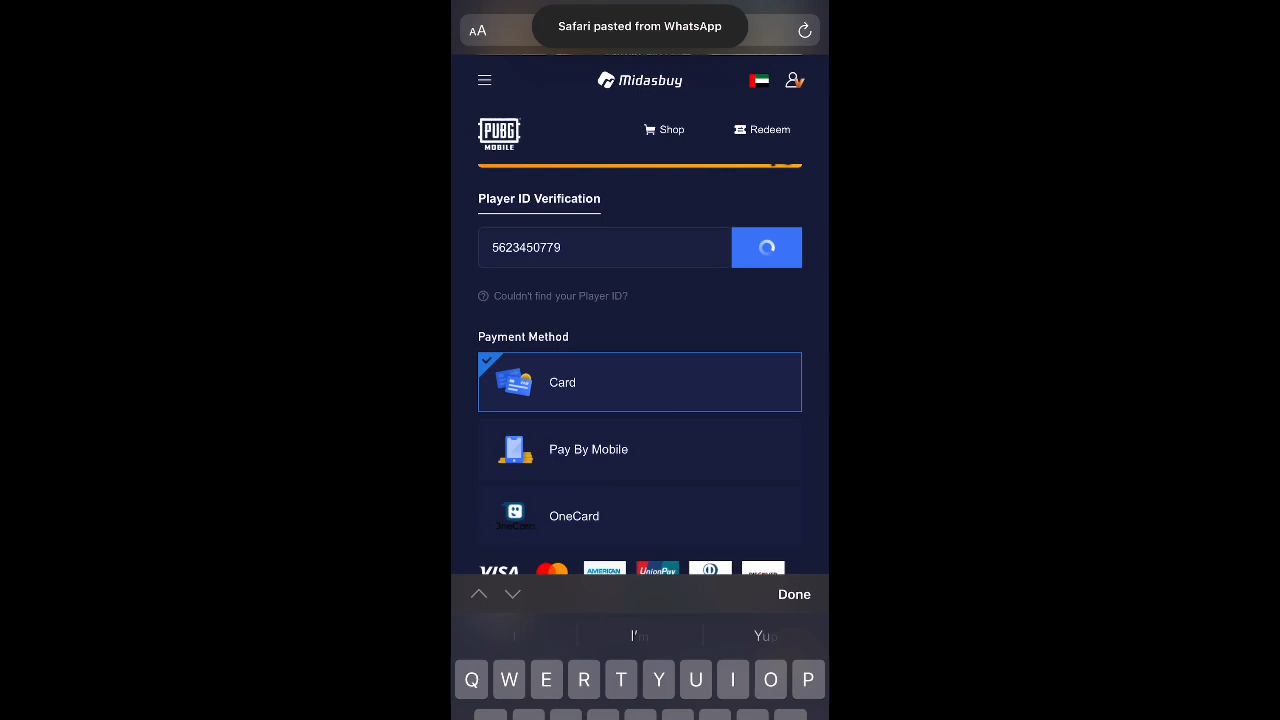 Safari pasted from WhatsApp
AA
Midasbuy
PUBG
MOBILE
Shop
Redeem
Player ID Verification
5623450779
Couldn't find your Player ID?
Payment Method
Card
Pay By Mobile
OneCard
VISA
AMERICAN
UnionPay
Done
I
I'm
Yup
Q W E R T Y U I O P